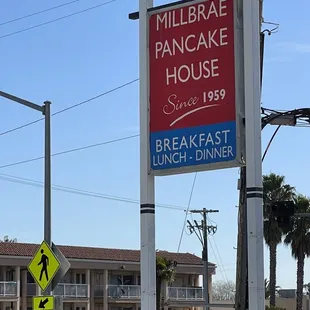 MILLBRAE
PANCAKE
HOUSE
Since 1959
BREAKFAST
LUNCH - DINNER